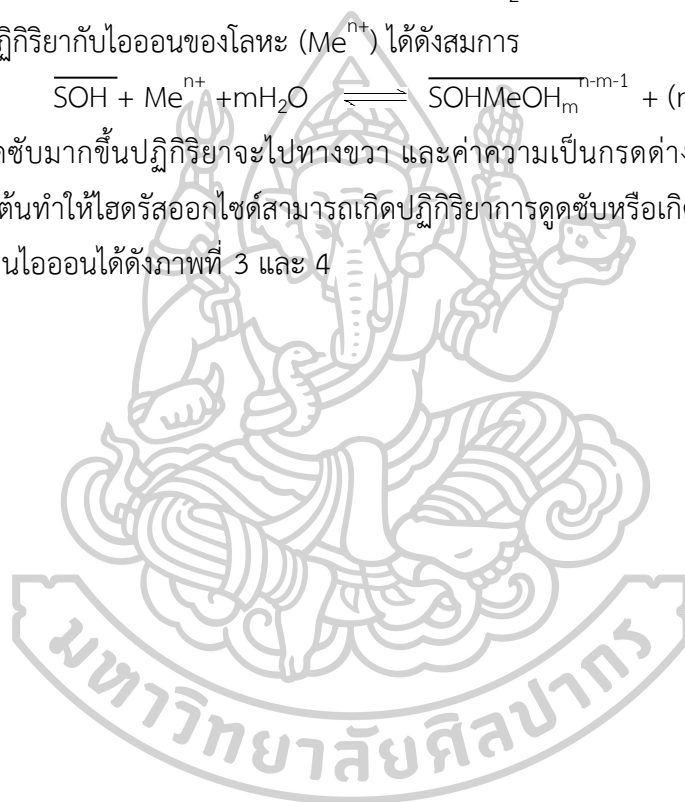 ฏิกิริยากับไอออนของโลหะ (Meⁿ⁺) ได้ดังสมการ
SOH + Meⁿ⁺ +mH₂O ⇌ SOHMeOHₘⁿ⁻ᵐ⁻¹ + (
ดซับมากขึ้นปฏิกิริยาจะไปทางขวา และค่าความเป็นกรดด่าง
ต้นทำให้ไฮดรัสออกไซด์สามารถเกิดปฏิกิริยาการดูดซับหรือเกิด
นไอออนได้ดังภาพที่ 3 และ 4
มหาวิทยาลัยศิลปากร